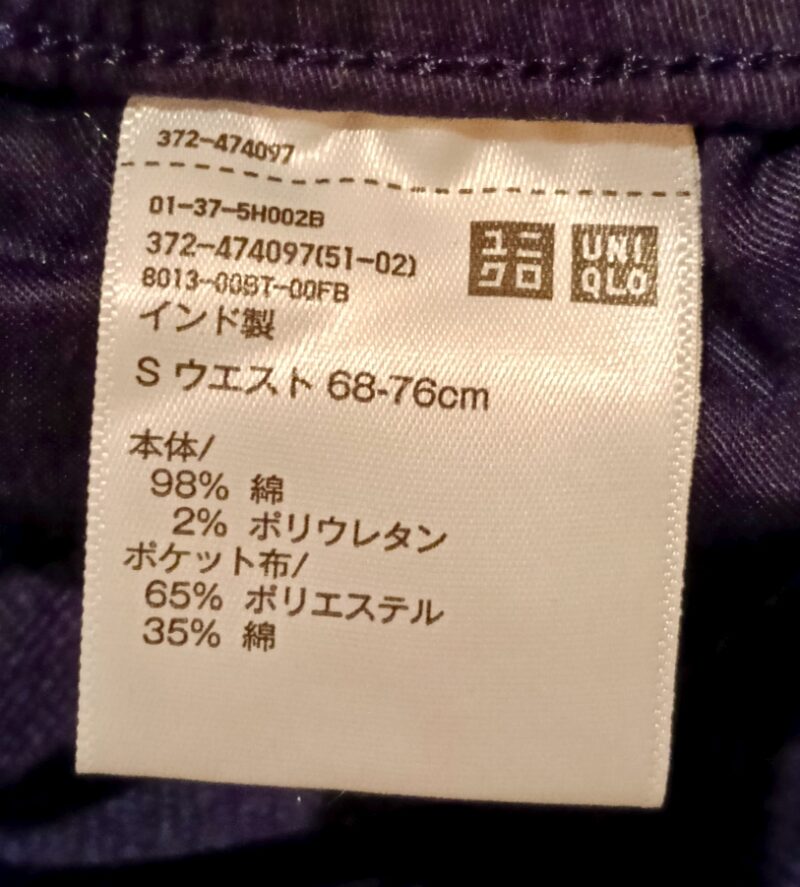 372-474097
01-37-5H002B
372-474097(51-02)
8013-00BT-00FB
ユニクロ
UNIQLO
インド製
S ウエスト 68-76cm
本体/
98% 綿
2% ポリウレタン
ポケット布/
65% ポリエステル
35% 綿